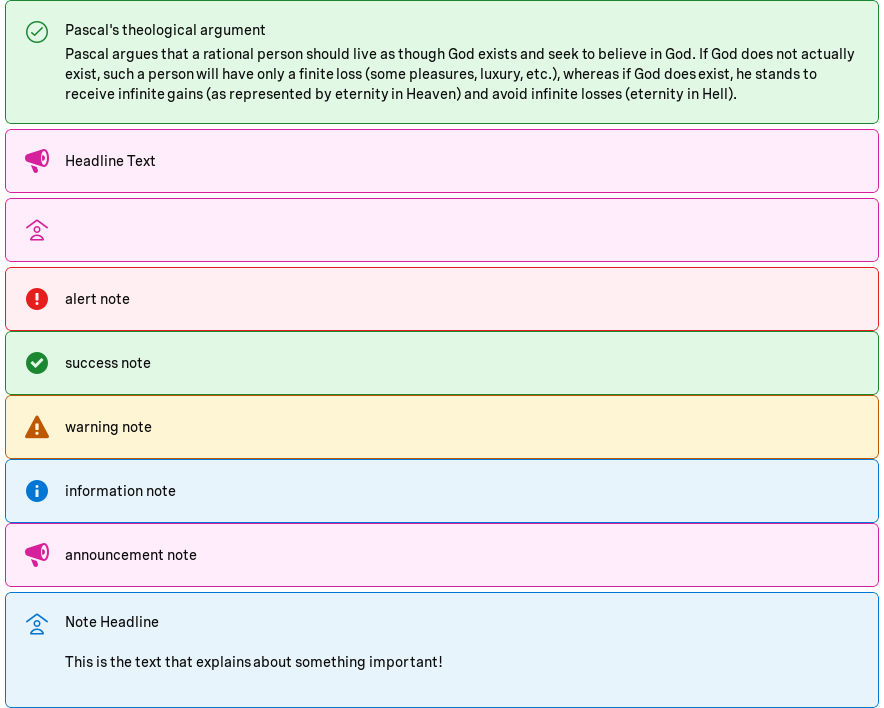 Pascal's theological argument
Pascal argues that a rational person should live as though God exists and seek to believe in God. If God does not actually
exist, such a person will have only a finite loss (some pleasures, luxury, etc.), whereas if God does exist, he stands to
receive infinite gains (as represented by eternity in Heaven) and avoid infinite losses (eternity in Hell).
Headline Text
alert note
success note
warning note
information note
announcement note
Note Headline
This is the text that explains about something important!